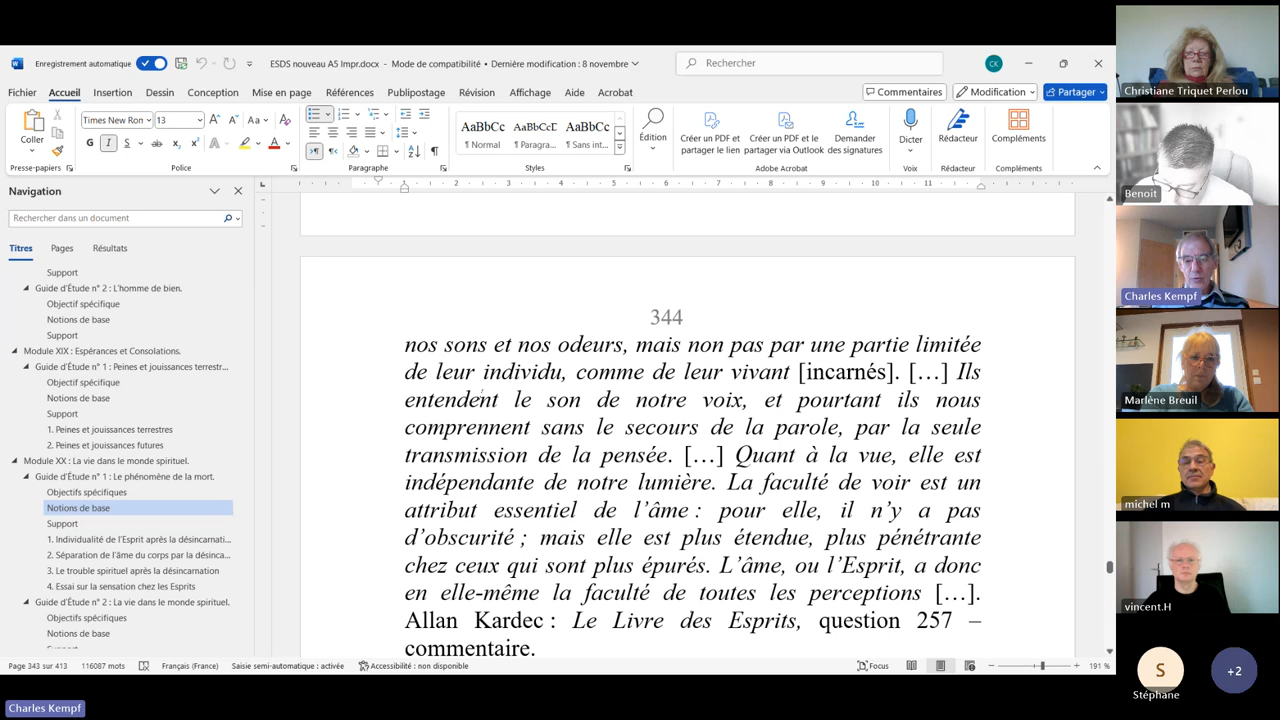 Enregistrement automatique
ESDS nouveau A5 Impr.docx - Mode de compatibilité • Dernière modification : 8 novembre
Rechercher
CK
Fichier Accueil Insertion Dessin Conception Mise en page Références Publipostage Révision Affichage Aide Acrobat
Commentaires Modification Partager
Coller
Times New Ron 13
G I S ab x₂ x²
AaBbCc AaBbCcD AaBbCc
¶ Normal ¶ Paragra... ¶ Sans int...
Édition
Créer un PDF et partager le lien
Créer un PDF et partager via Outlook
Demander des signatures
Dicter
Rédacteur
Compléments
Presse-papiers Police Paragraphe Styles Adobe Acrobat Voix Rédacteur Compléments
Navigation
Rechercher dans un document
Titres Pages Résultats
Support
Guide d'Étude n° 2 : L'homme de bien.
Objectif spécifique
Notions de base
Support
Module XIX : Espérances et Consolations.
Guide d'Étude n° 1 : Peines et jouissances terrestr...
Objectif spécifique
Notions de base
Support
1. Peines et jouissances terrestres
2. Peines et jouissances futures
Module XX : La vie dans le monde spirituel.
Guide d'Étude n° 1 : Le phénomène de la mort.
Objectifs spécifiques
Notions de base
Support
1. Individualité de l'Esprit après la désincarnati...
2. Séparation de l'âme du corps par la désinca...
3. Le trouble spirituel après la désincarnation
4. Essai sur la sensation chez les Esprits
Guide d'Étude n° 2 : La vie dans le monde spirituel.
Objectifs spécifiques
Notions de base
1 2 3 4 5 6 7 8 9 10 11
344
nos sons et nos odeurs, mais non pas par une partie limitée
de leur individu, comme de leur vivant [incarnés]. […] Ils
entendent le son de notre voix, et pourtant ils nous
comprennent sans le secours de la parole, par la seule
transmission de la pensée. […] Quant à la vue, elle est
indépendante de notre lumière. La faculté de voir est un
attribut essentiel de l'âme : pour elle, il n'y a pas
d'obscurité ; mais elle est plus étendue, plus pénétrante
chez ceux qui sont plus épurés. L'âme, ou l'Esprit, a donc
en elle-même la faculté de toutes les perceptions […].
Allan Kardec : Le Livre des Esprits, question 257 –
commentaire.
Page 343 sur 413 116087 mots Français (France) Saisie semi-automatique : activée Accessibilité : non disponible Focus 191 %
Christiane Triquet Perlou
Benoit
Charles Kempf
Marlène Breuil
michel m
vincent.H
S
Stéphane
+2
Charles Kempf